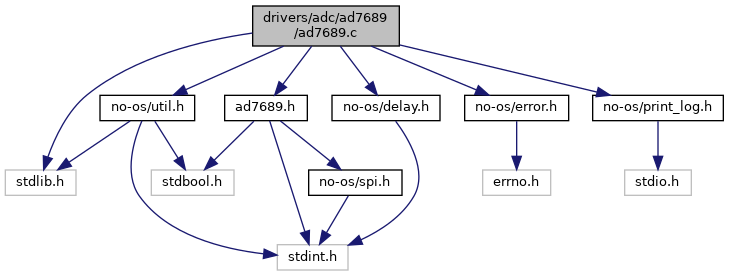 drivers/adc/ad7689
/ad7689.c
no-os/util.h
ad7689.h
no-os/delay.h
no-os/error.h
no-os/print_log.h
stdlib.h
stdbool.h
no-os/spi.h
errno.h
stdio.h
stdint.h